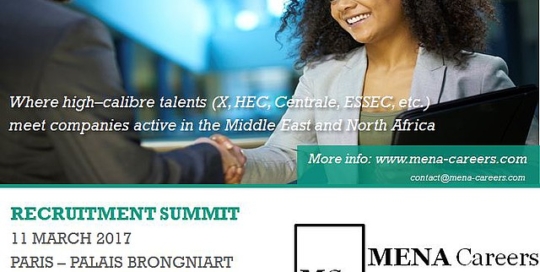 Where high–calibre talents (X, HEC, Centrale, ESSEC, etc.)
meet companies active in the Middle East and North Africa
More info: www.mena-careers.com
contact@mena-careers.com
RECRUITMENT SUMMIT
11 MARCH 2017
PARIS – PALAIS BRONGNIART
MENA Careers